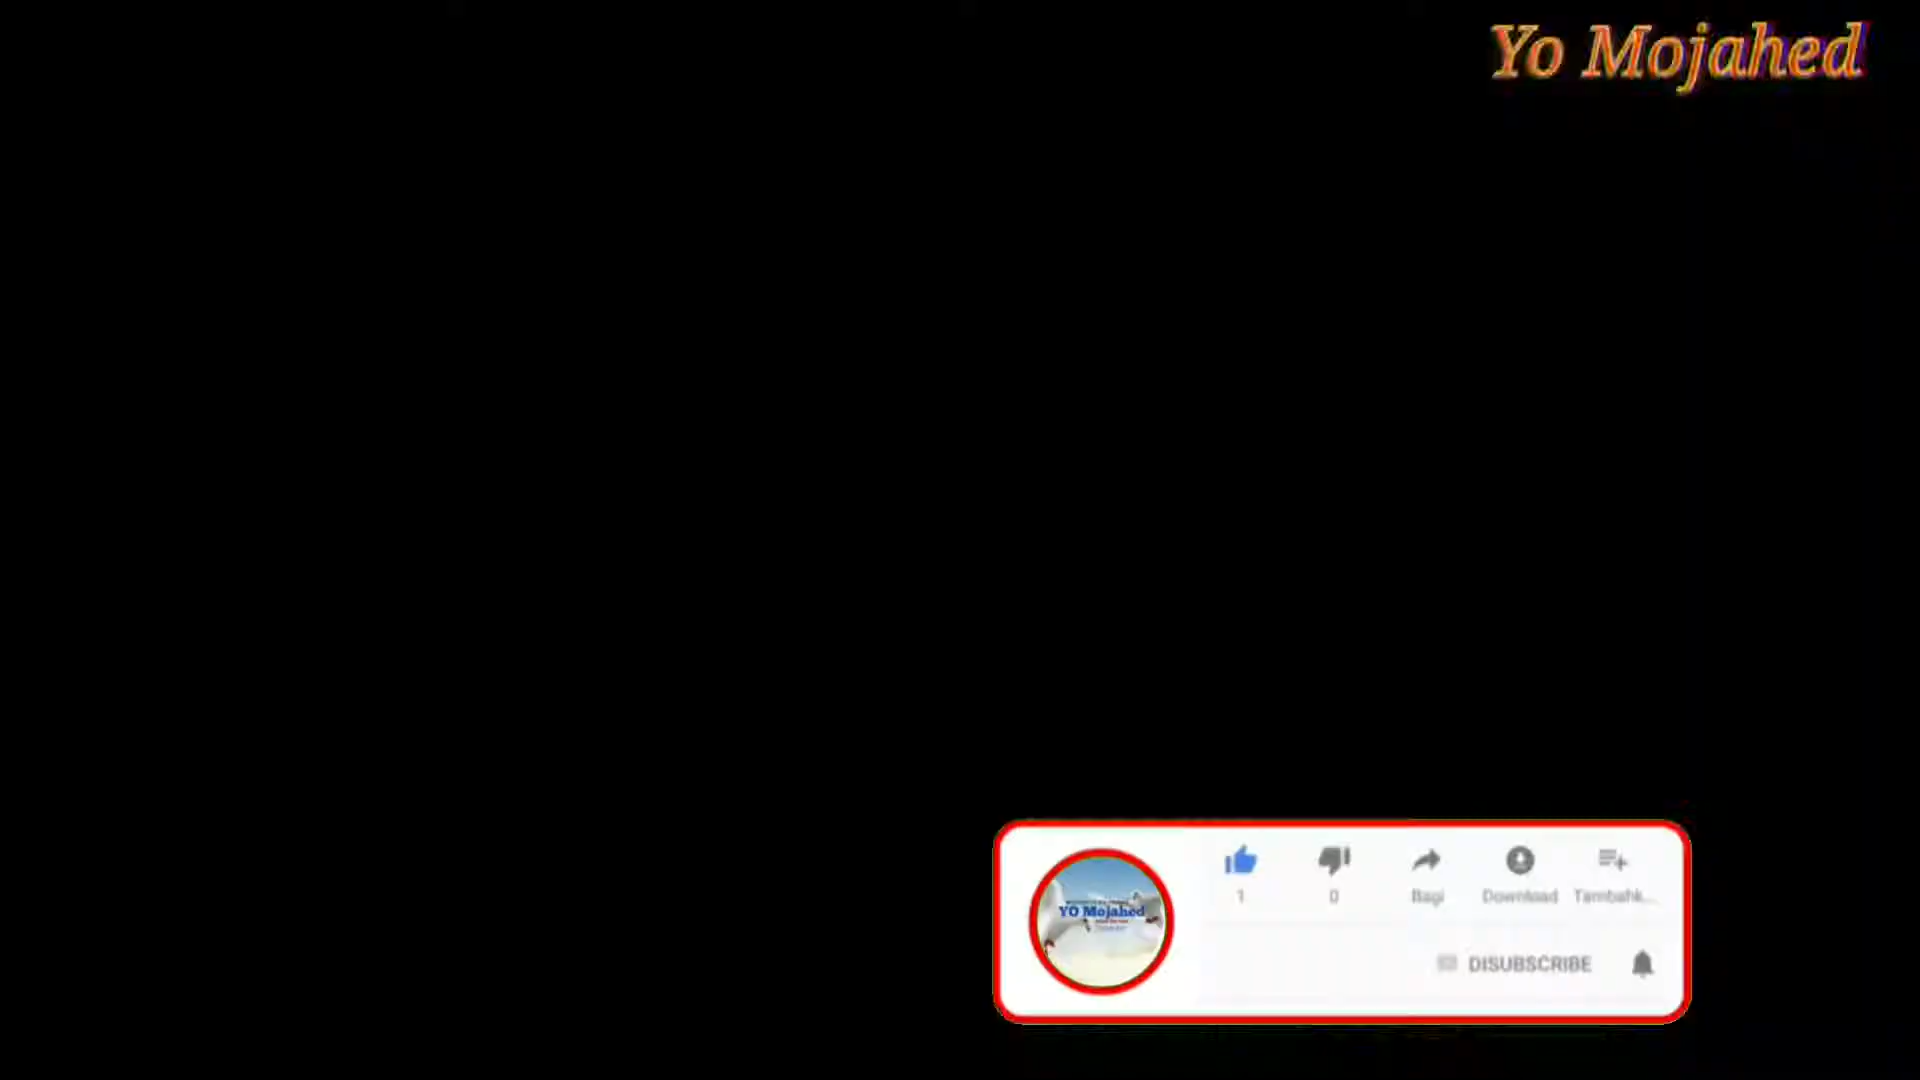 Yo Mojahed
YO Mojahed
1
0
Bagi
Download
Tambahk...
DISUBSCRIBE